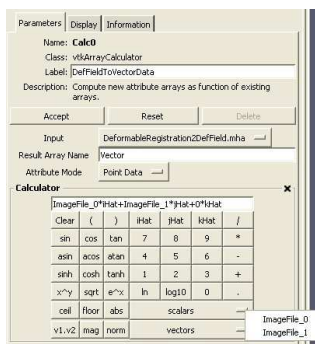 Parameters Display Information
Name: Calc0
Class: vtkArrayCalculator
Label: DefFieldToVectorData
Description: Compute new attribute arrays as function of existing
arrays.
Accept Reset Delete
Input DeformableRegistration2DefField.mha
Result Array Name Vector
Attribute Mode Point Data
Calculator x
ImageFile_0*iHat+ImageFile_1*jHat+0*kHat
Clear ( ) iHat jHat kHat /
sin cos tan 7 8 9 *
asin acos atan 4 5 6 -
sinh cosh tanh 1 2 3 +
x^y sqrt e^x ln log10 0 .
ceil floor abs scalars
v1.v2 mag norm vectors
ImageFile_0
ImageFile_1